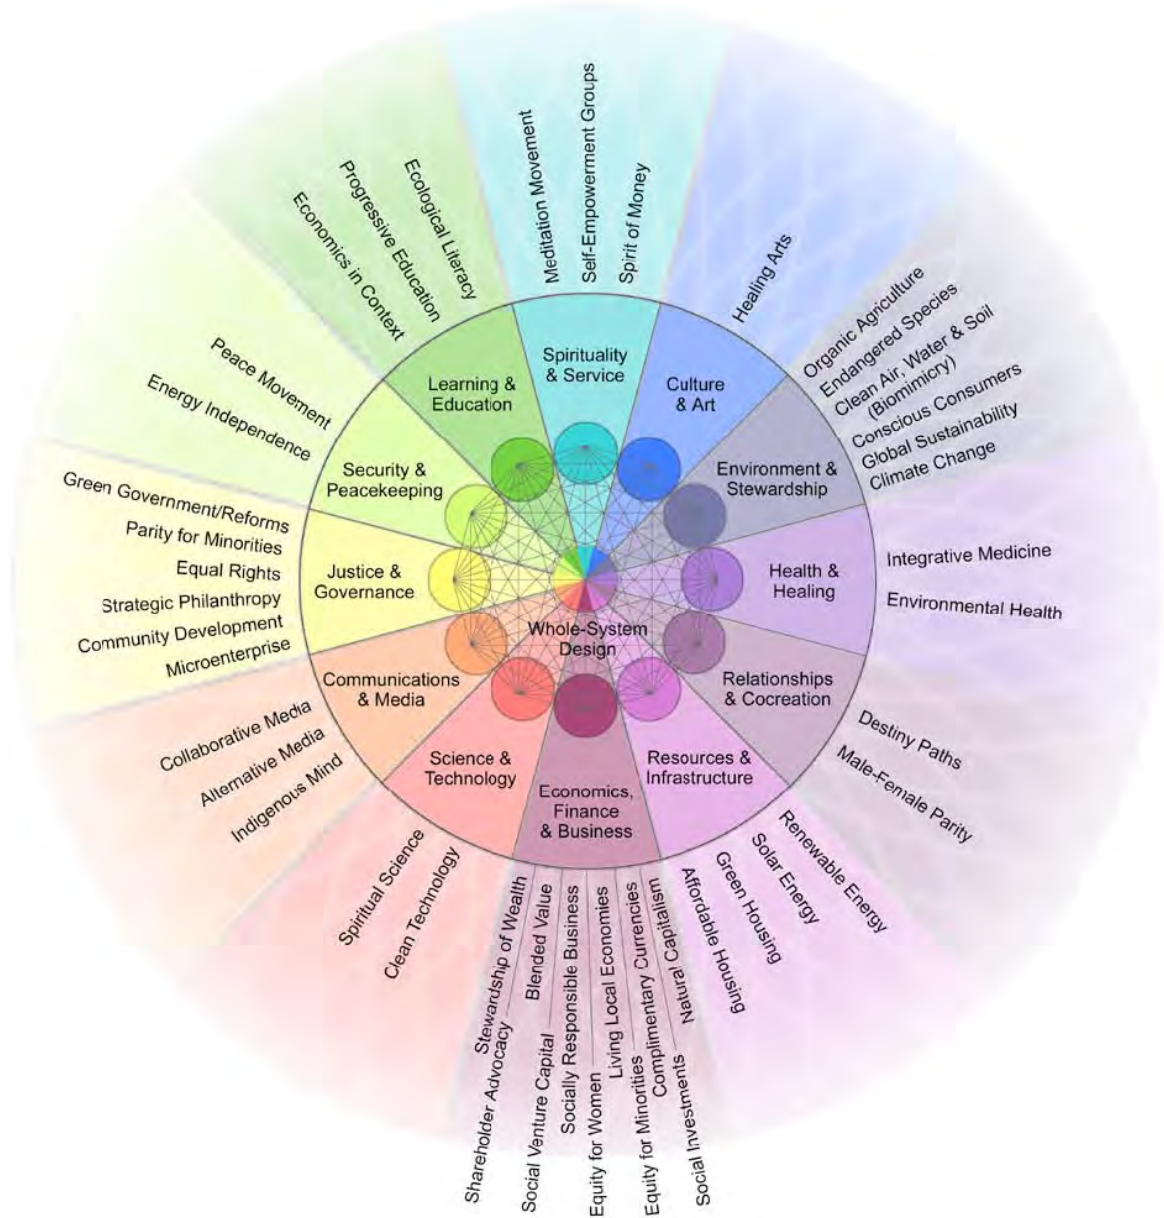 Meditation Movement
Self-Empowerment Groups
Spirit of Money
Healing Arts
Organic Agriculture
Endangered Species
Clean Air, Water & Soil
(Biomimicry)
Conscious Consumers
Global Sustainability
Climate Change
Integrative Medicine
Environmental Health
Destiny Paths
Male-Female Parity
Renewable Energy
Solar Energy
Green Housing
Affordable Housing
Natural Capitalism
Social Investments
Complimentary Currencies
Equity for Minorities
Living Local Economies
Equity for Women
Socially Responsible Business
Social Venture Capital
Blended Value
Shareholder Advocacy
Stewardship of Wealth
Clean Technology
Spiritual Science
Indigenous Mind
Alternative Media
Collaborative Media
Microenterprise
Community Development
Strategic Philanthropy
Equal Rights
Parity for Minorities
Green Government/Reforms
Energy Independence
Peace Movement
Economics in Context
Progressive Education
Ecological Literacy
Spirituality
& Service
Culture
& Art
Environment &
Stewardship
Health &
Healing
Relationships
& Cocreation
Resources &
Infrastructure
Economics,
Finance
& Business
Science &
Technology
Communications
& Media
Justice &
Governance
Security &
Peacekeeping
Learning &
Education
Whole-System
Design